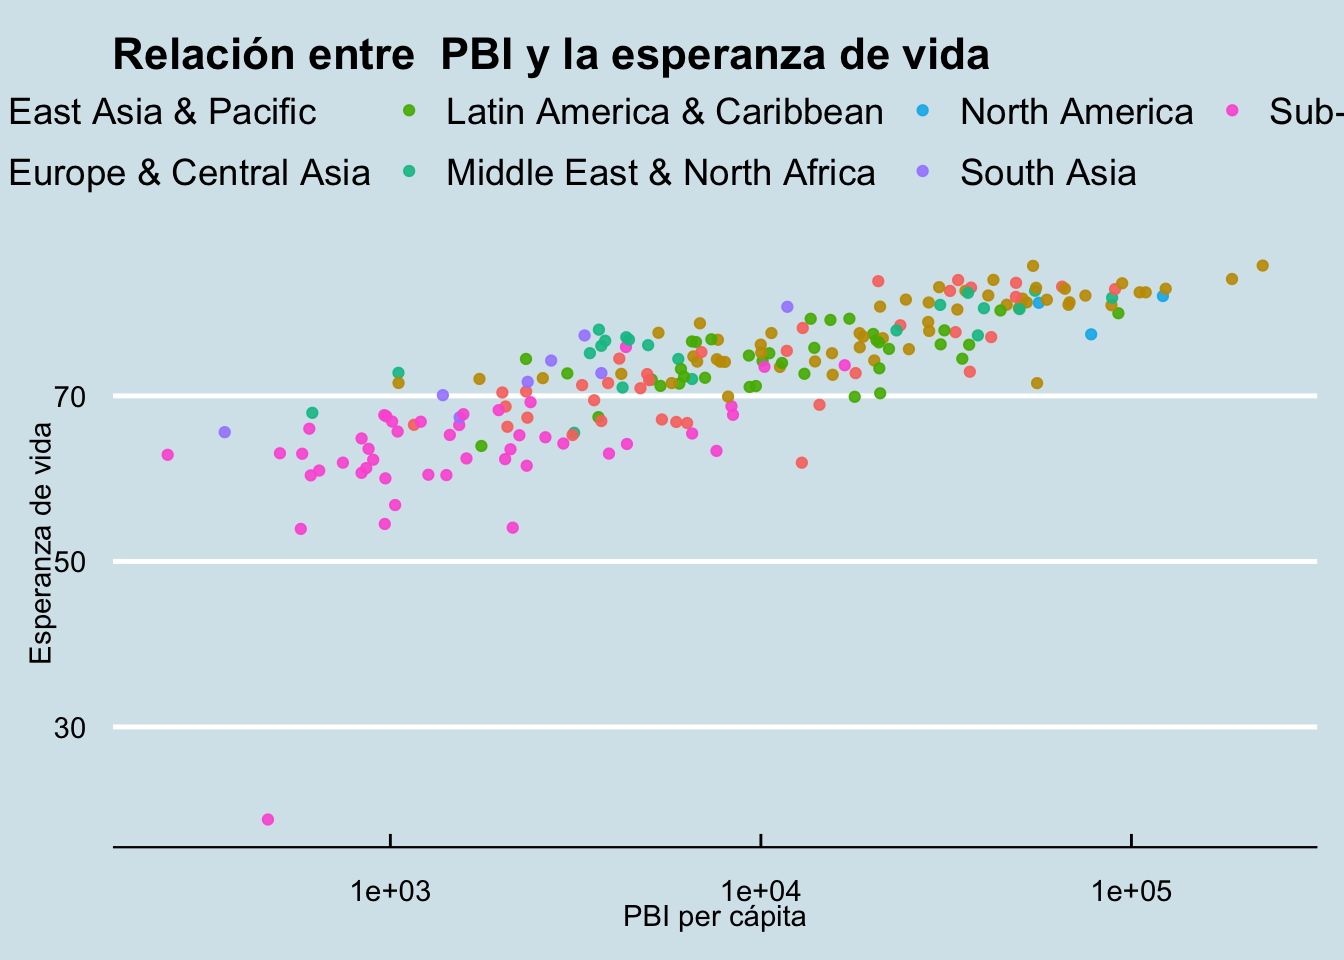 Relación entre  PBI y la esperanza de vida
East Asia & Pacific Latin America & Caribbean North America Sub-
Europe & Central Asia Middle East & North Africa South Asia
70
50
30
Esperanza de vida
1e+03 1e+04 1e+05
PBI per cápita